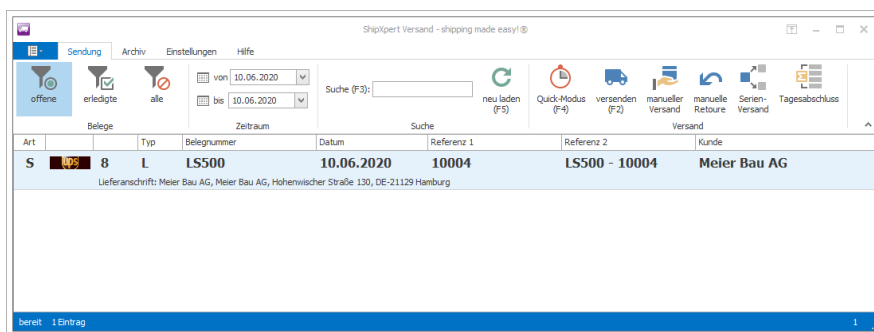 ShipXpert Versand - shipping made easy!®
Sendung Archiv Einstellungen Hilfe
von 10.06.2020
bis 10.06.2020
Suche (F3):
offene erledigte alle neu laden (F5) Quick-Modus (F4) versenden (F2) manueller Versand manuelle Retoure Serien-Versand Tagesabschluss
Belege Zeitraum Suche Versand
Art Typ Belegnummer Datum Referenz 1 Referenz 2 Kunde
S ups 8 L LS500 10.06.2020 10004 LS500 - 10004 Meier Bau AG
Lieferanschrift: Meier Bau AG, Meier Bau AG, Hohenwischer Straße 130, DE-21129 Hamburg
bereit 1 Eintrag 1